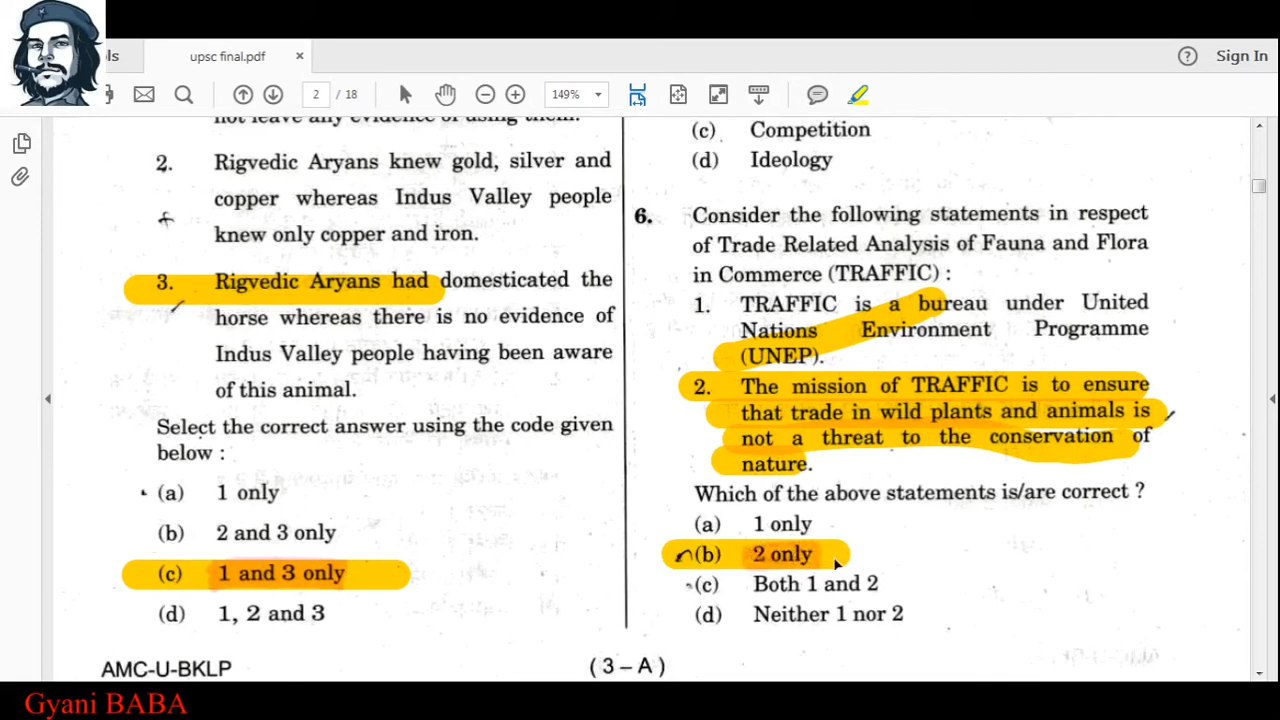 ls
upsc final.pdf
×
? Sign In
2 / 18
149%
not leave any evidence of using them.
2. Rigvedic Aryans knew gold, silver and
copper whereas Indus Valley people
knew only copper and iron.
3. Rigvedic Aryans had domesticated the
horse whereas there is no evidence of
Indus Valley people having been aware
of this animal.
Select the correct answer using the code given
below :
(a) 1 only
(b) 2 and 3 only
(c) 1 and 3 only
(d) 1, 2 and 3
(c) Competition
(d) Ideology
6. Consider the following statements in respect
of Trade Related Analysis of Fauna and Flora
in Commerce (TRAFFIC) :
1. TRAFFIC is a bureau under United
Nations Environment Programme
(UNEP).
2. The mission of TRAFFIC is to ensure
that trade in wild plants and animals is
not a threat to the conservation of
nature.
Which of the above statements is/are correct ?
(a) 1 only
(b) 2 only
(c) Both 1 and 2
(d) Neither 1 nor 2
AMC-U-BKLP
( 3 – A )
Gyani BABA